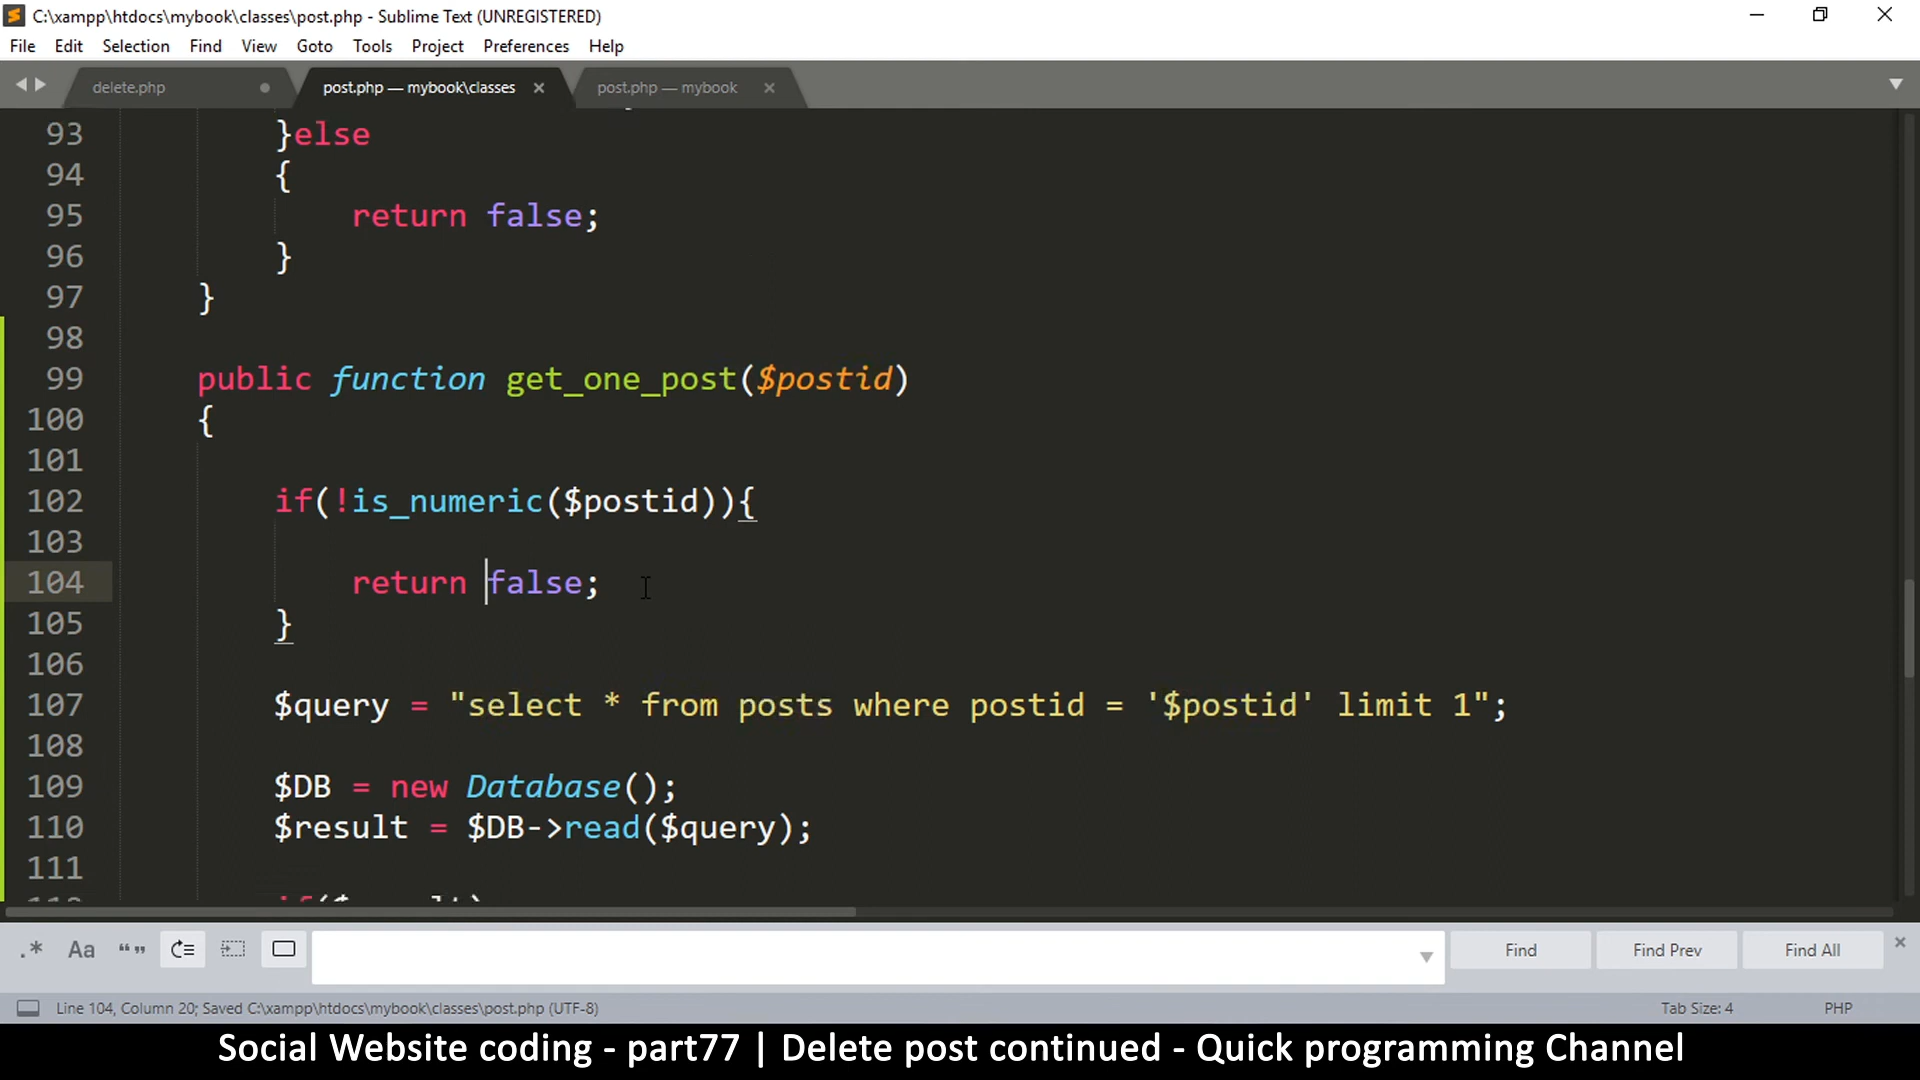 C:\xampp\htdocs\mybook\classes\post.php - Sublime Text (UNREGISTERED)
File Edit Selection Find View Goto Tools Project Preferences Help
delete.php post.php — mybook\classes post.php — mybook
93 }else
94 {
95 return false;
96 }
97 }
98
99 public function get_one_post($postid)
100 {
101
102 if(!is_numeric($postid)){
103
104 return false;
105 }
106
107 $query = "select * from posts where postid = '$postid' limit 1";
108
109 $DB = new Database();
110 $result = $DB->read($query);
111
.* Aa “” Find Find Prev Find All
Line 104, Column 20; Saved C:\xampp\htdocs\mybook\classes\post.php (UTF-8) Tab Size: 4 PHP
Social Website coding - part77 | Delete post continued - Quick programming Channel